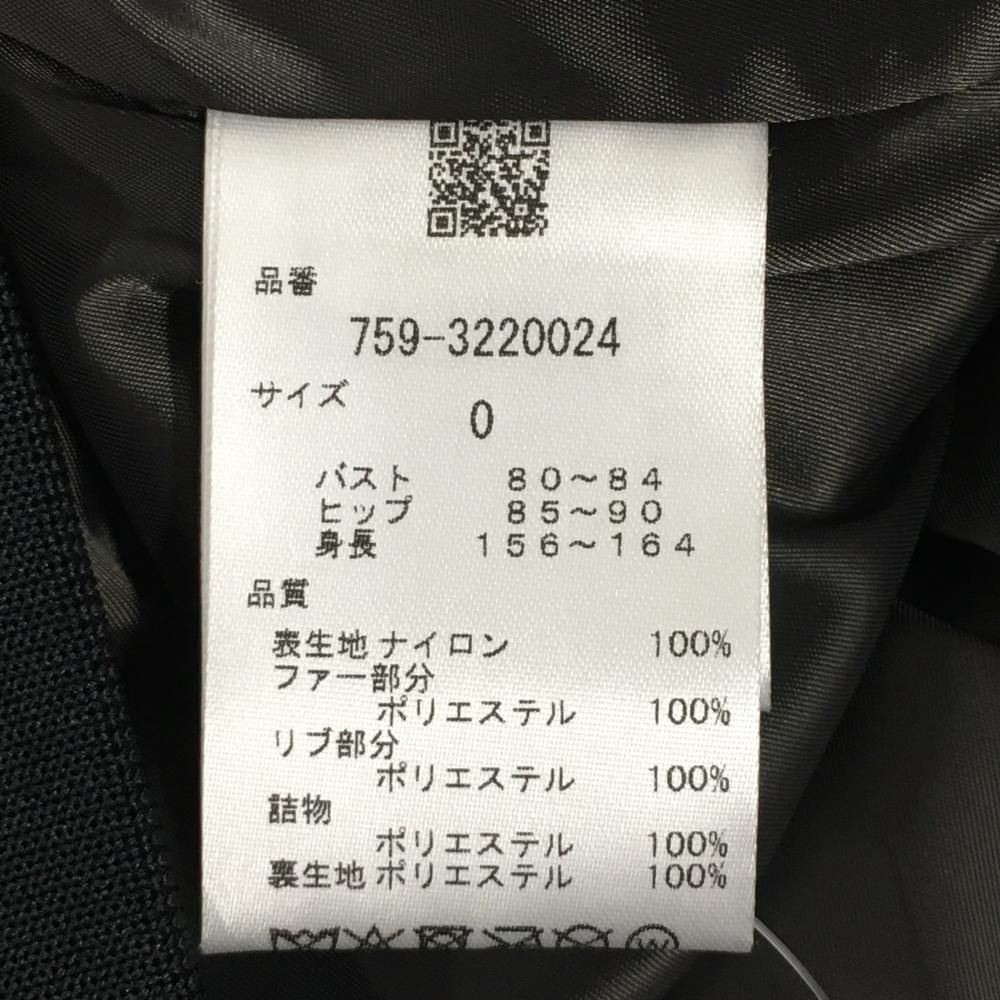 品番
759-3220024
サイズ
0
バスト 80～84
ヒップ 85～90
身長 156～164
品質
表生地 ナイロン 100%
ファー部分
ポリエステル 100%
リブ部分
ポリエステル 100%
詰物
ポリエステル 100%
裏生地 ポリエステル 100%
W